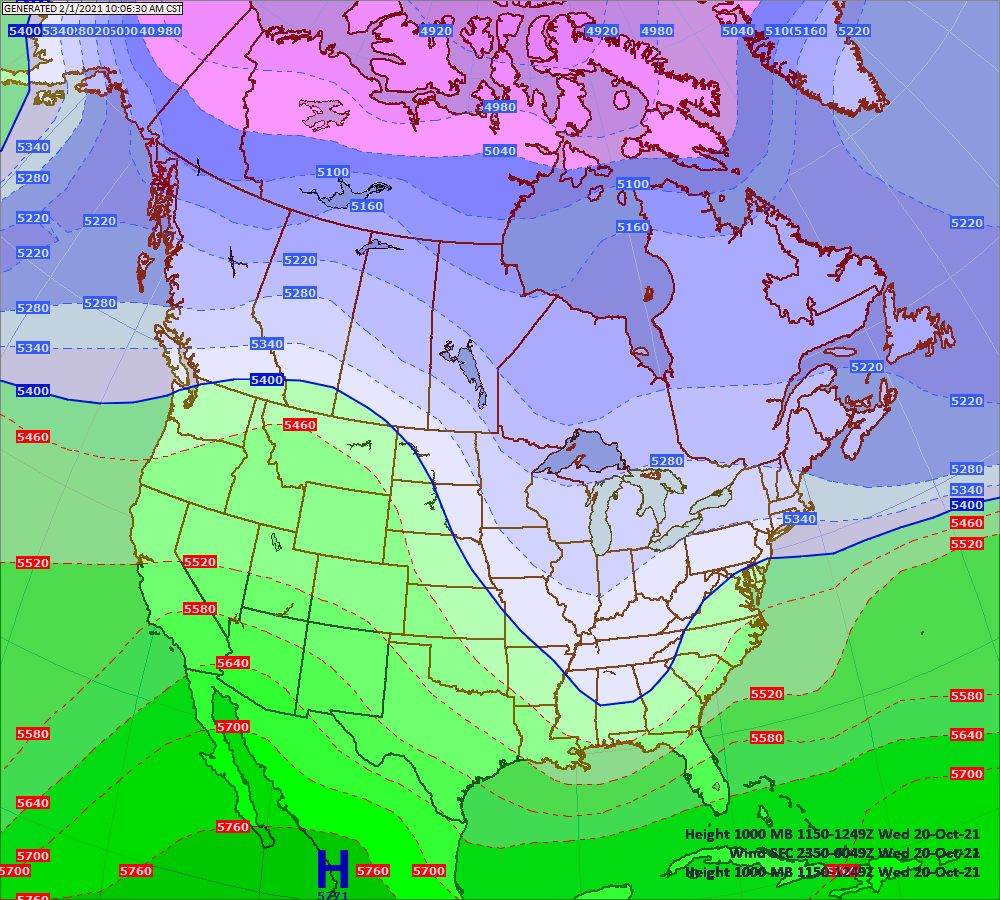 GENERATED 2/1/2021 10:06:30 AM CST
5400 4920 4920 4980 5040 5160 5220
4980
5340 5040
5280 5100 5100
5160
5220 5220 5160 5220
5220 5220
5280 5280 5280
5340 5340
5220
5400 5400
5220
5460 5460
5280 5280
5340
5400
5340 5460
5520
5520 5520
5580
5640
5520 5580
5700
5580 5580 5640
5700
5640
5760
Height 1000 MB 1150-1249Z Wed 20-Oct-21
Wind SFC 2350-0049Z Wed 20-Oct-21
5700
5700 5760 H 5760 5700 Height 1000 MB 1150-1249Z Wed 20-Oct-21
5771
5760